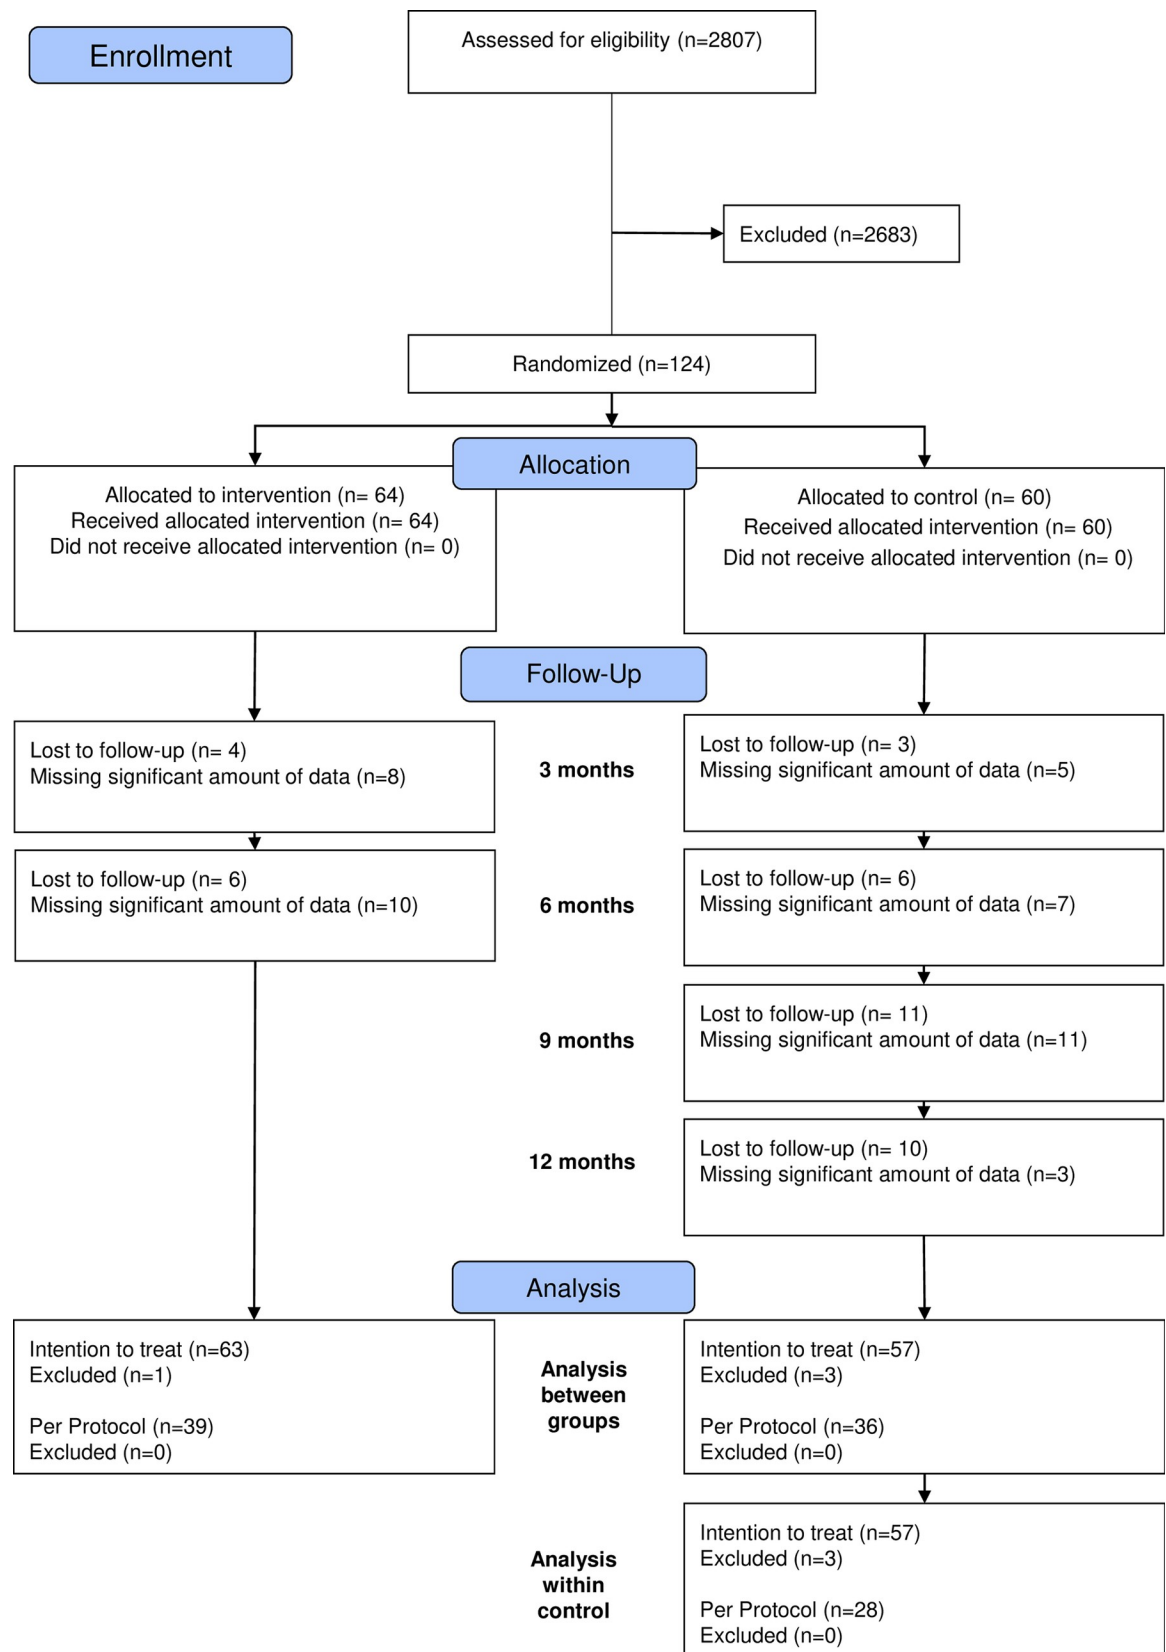 Enrollment
Assessed for eligibility (n=2807)
Excluded (n=2683)
Randomized (n=124)
Allocation
Allocated to intervention (n= 64)
Received allocated intervention (n= 64)
Did not receive allocated intervention (n= 0)
Allocated to control (n= 60)
Received allocated intervention (n= 60)
Did not receive allocated intervention (n= 0)
Follow-Up
Lost to follow-up (n= 4)
Missing significant amount of data (n=8)
3 months
Lost to follow-up (n= 3)
Missing significant amount of data (n=5)
Lost to follow-up (n= 6)
Missing significant amount of data (n=10)
6 months
Lost to follow-up (n= 6)
Missing significant amount of data (n=7)
9 months
Lost to follow-up (n= 11)
Missing significant amount of data (n=11)
12 months
Lost to follow-up (n= 10)
Missing significant amount of data (n=3)
Analysis
Intention to treat (n=63)
Excluded (n=1)
Per Protocol (n=39)
Excluded (n=0)
Analysis
between
groups
Intention to treat (n=57)
Excluded (n=3)
Per Protocol (n=36)
Excluded (n=0)
Analysis
within
control
Intention to treat (n=57)
Excluded (n=3)
Per Protocol (n=28)
Excluded (n=0)